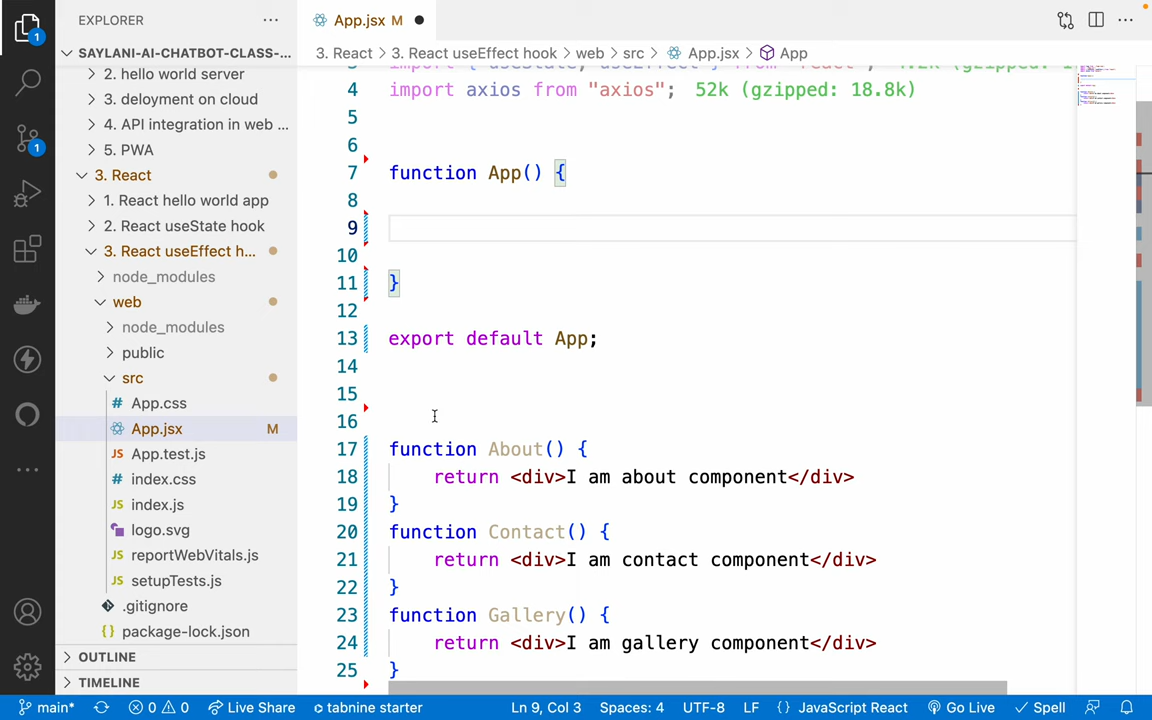 EXPLORER
App.jsx M
SAYLANI-AI-CHATBOT-CLASS-...
3. React > 3. React useEffect hook > web > src > App.jsx > App
2. hello world server
3. deloyment on cloud
4. API integration in web ...
5. PWA
3. React
1. React hello world app
2. React useState hook
3. React useEffect h...
node_modules
web
node_modules
public
src
App.css
App.jsx M
App.test.js
index.css
index.js
logo.svg
reportWebVitals.js
setupTests.js
.gitignore
package-lock.json
OUTLINE
TIMELINE
1
1
4 import axios from "axios"; 52k (gzipped: 18.8k)
5
6
7 function App() {
8
9
10
11 }
12
13 export default App;
14
15
16
17 function About() {
18 return <div>I am about component</div>
19 }
20 function Contact() {
21 return <div>I am contact component</div>
22 }
23 function Gallery() {
24 return <div>I am gallery component</div>
25 }
main* 0 0 Live Share tabnine starter Ln 9, Col 3 Spaces: 4 UTF-8 LF {} JavaScript React Go Live Spell